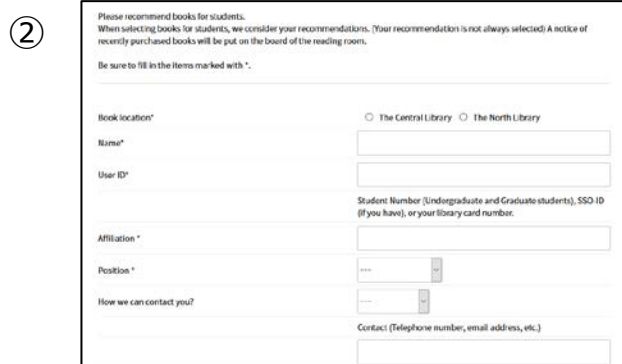 ②
Please recommend books for students.
When selecting books for students, we consider your recommendations. (Your recommendation is not always selected) A notice of
recently purchased books will be put on the board of the reading room.
Be sure to fill in the items marked with *.
Book location*
○ The Central Library ○ The North Library
Name*
User ID*
Student Number (Undergraduate and Graduate students), SSO-ID
(if you have), or your library card number.
Affiliation *
Position *
---
How we can contact you?
---
Contact (Telephone number, email address, etc.)